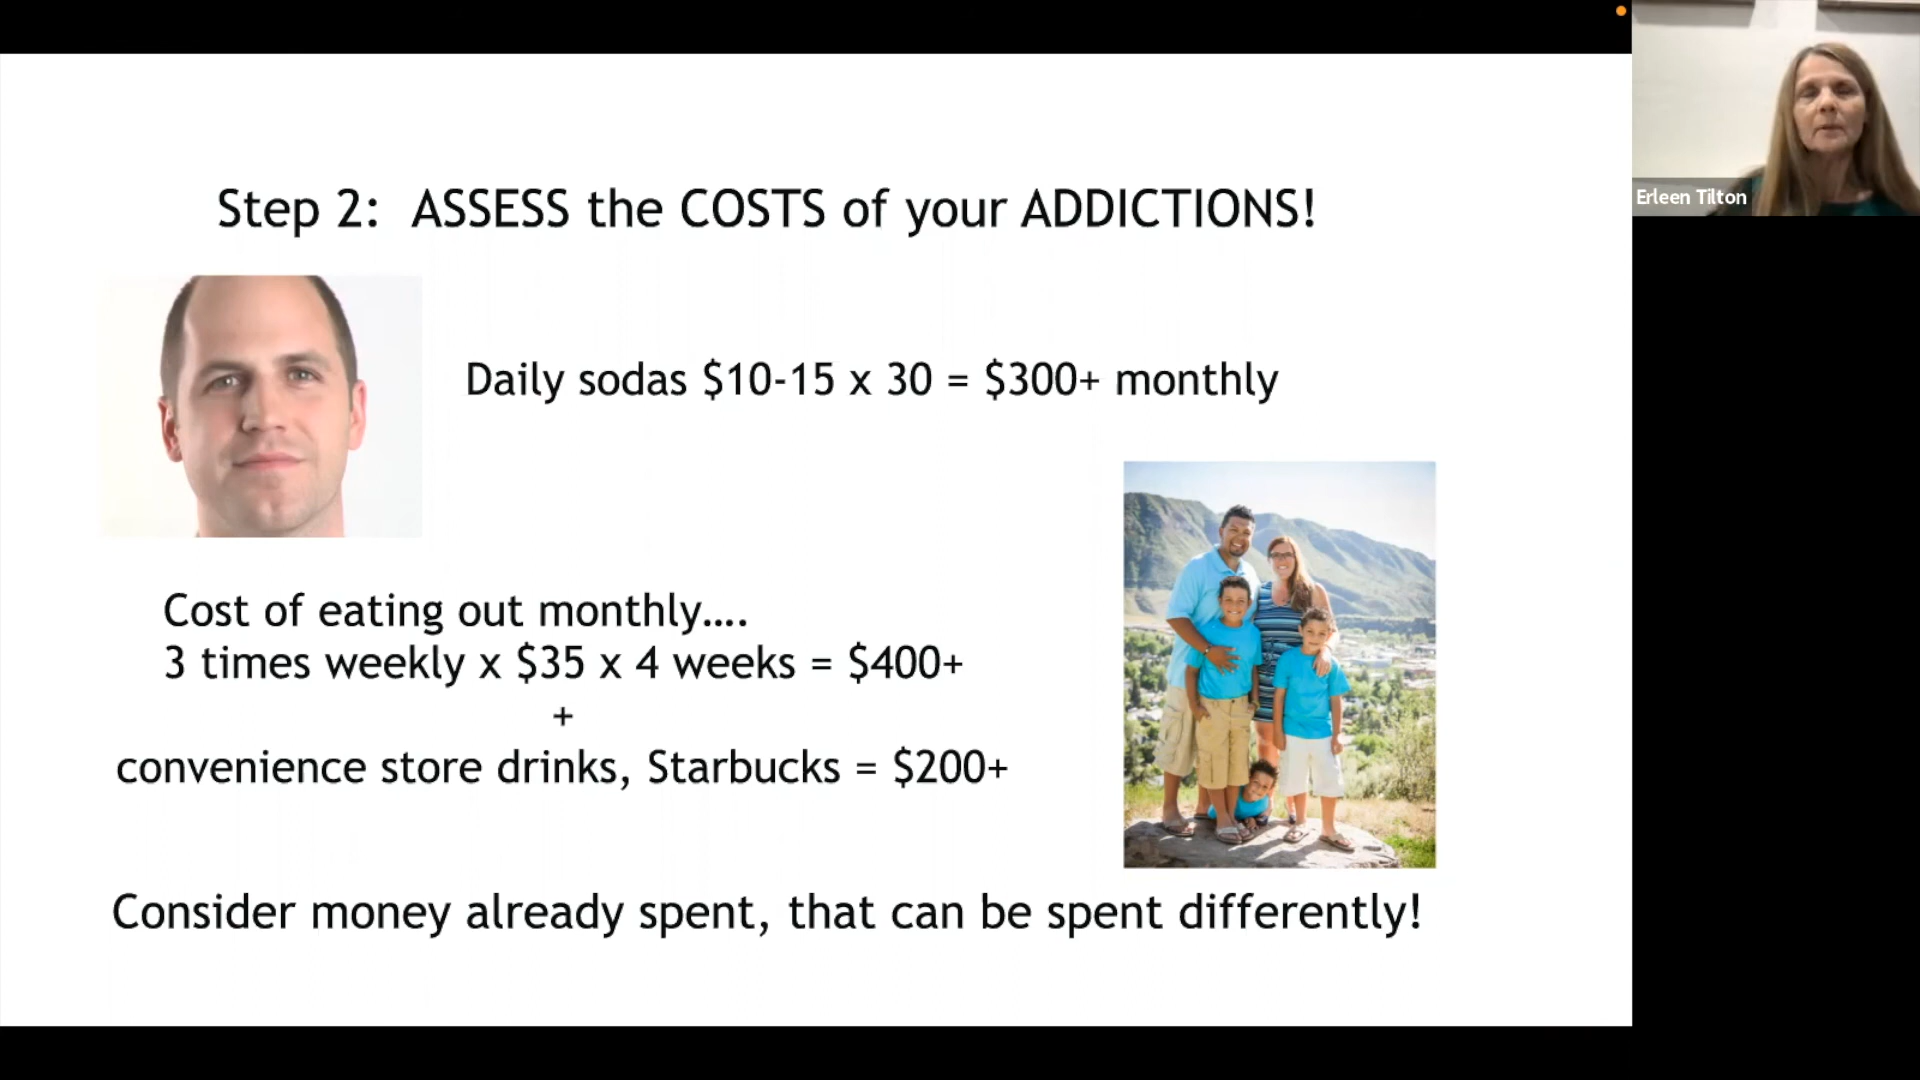 Step 2: ASSESS the COSTS of your ADDICTIONS!
Erleen Tilton
Daily sodas $10-15 x 30 = $300+ monthly
Cost of eating out monthly....
3 times weekly x $35 x 4 weeks = $400+
+
convenience store drinks, Starbucks = $200+
Consider money already spent, that can be spent differently!